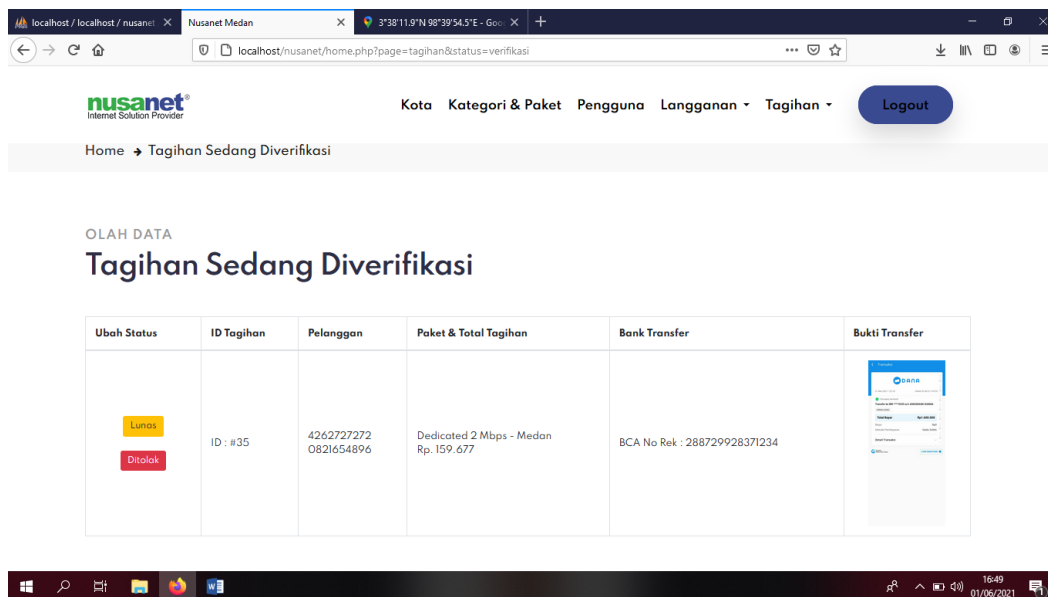 localhost / localhost / nusanet
Nusanet Medan
3°38'11.9"N 98°39'54.5"E - Goo
localhost/nusanet/home.php?page=tagihan&status=verifikasi
nusanet®
Internet Solution Provider
Kota Kategori & Paket Pengguna Langganan Tagihan Logout
Home → Tagihan Sedang Diverifikasi
OLAH DATA
Tagihan Sedang Diverifikasi
Ubah Status ID Tagihan Pelanggan Paket & Total Tagihan Bank Transfer Bukti Transfer
Lunas
Ditolak
ID : #35
4262727272
0821654896
Dedicated 2 Mbps - Medan
Rp. 159.677
BCA No Rek : 288729928371234
DANA
Total Bayar
16:49
01/06/2021